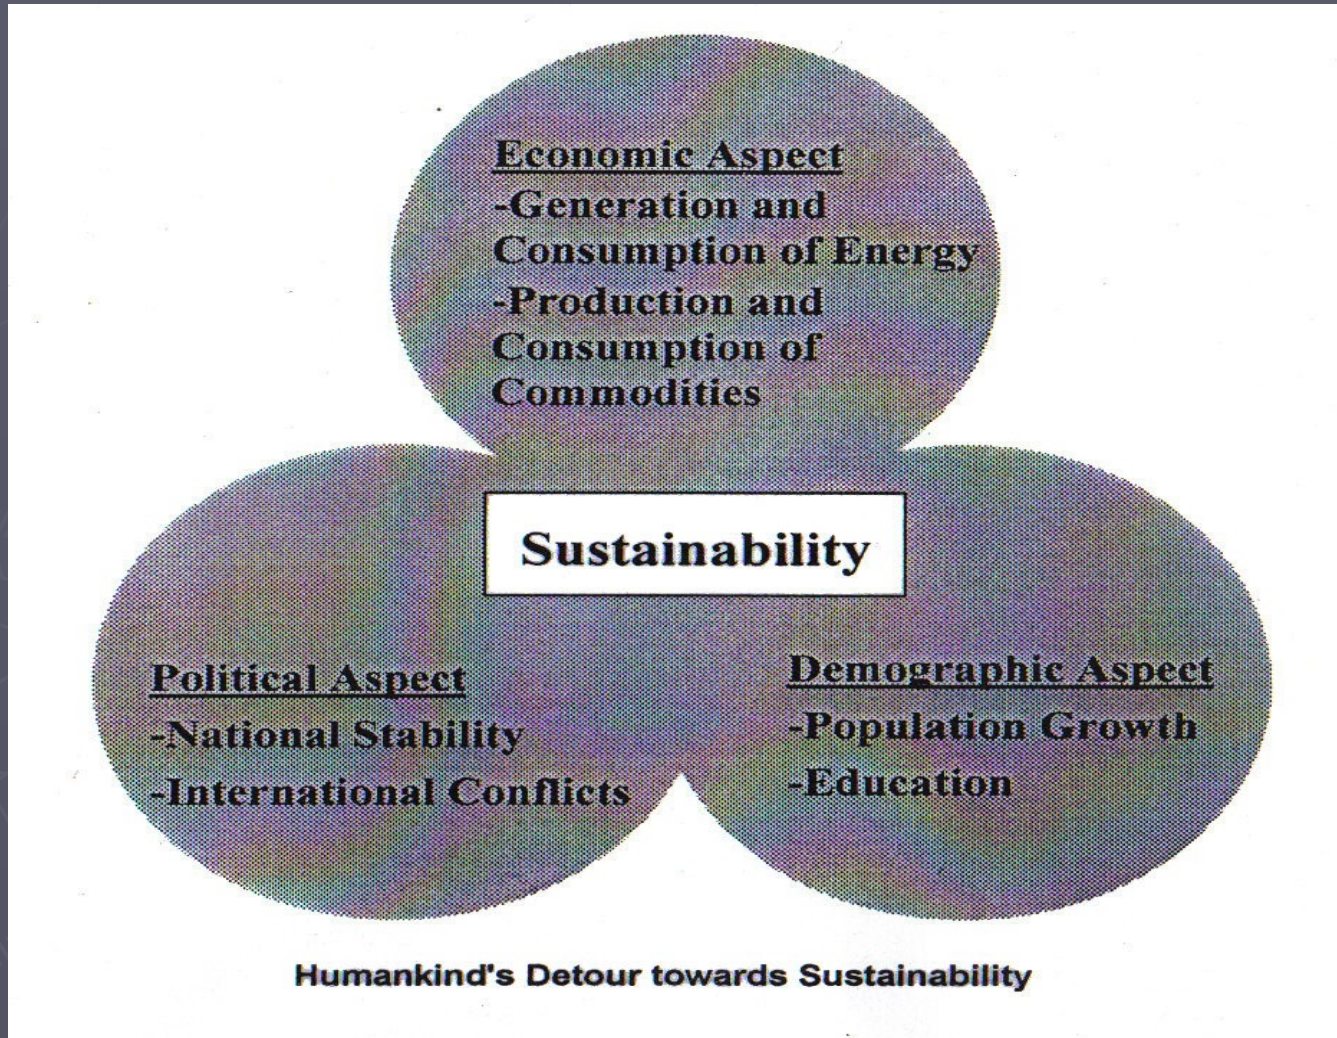 Economic Aspect
-Generation and
Consumption of Energy
-Production and
Consumption of
Commodities
Sustainability
Political Aspect
-National Stability
-International Conflicts
Demographic Aspect
-Population Growth
-Education
Humankind's Detour towards Sustainability